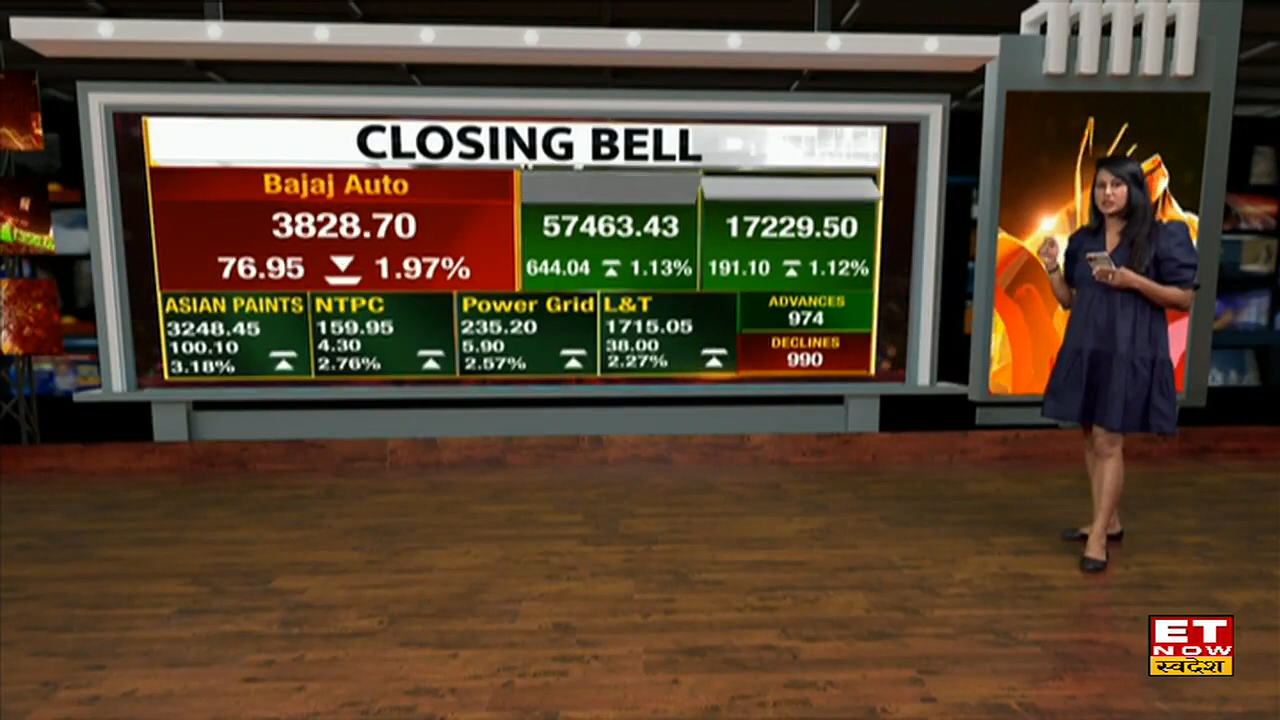 CLOSING BELL
Bajaj Auto
3828.70
76.95 1.97%
57463.43
644.04 1.13%
17229.50
191.10 1.12%
ASIAN PAINTS
3248.45
100.10
3.18%
NTPC
159.95
4.30
2.76%
Power Grid
235.20
5.90
2.57%
L&T
1715.05
38.00
2.27%
ADVANCES
974
DECLINES
990
ET
NOW
स्वदेश